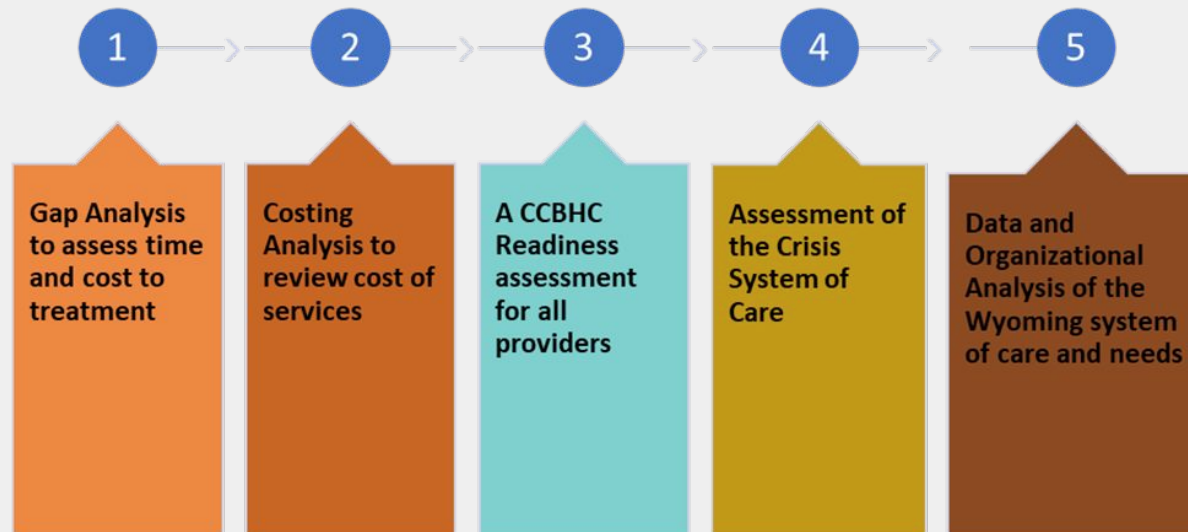 1
2
3
4
5
Gap Analysis
to assess time
and cost to
treatment
Costing
Analysis to
review cost of
services
A CCBHC
Readiness
assessment
for all
providers
Assessment of
the Crisis
System of
Care
Data and
Organizational
Analysis of the
Wyoming system
of care and needs